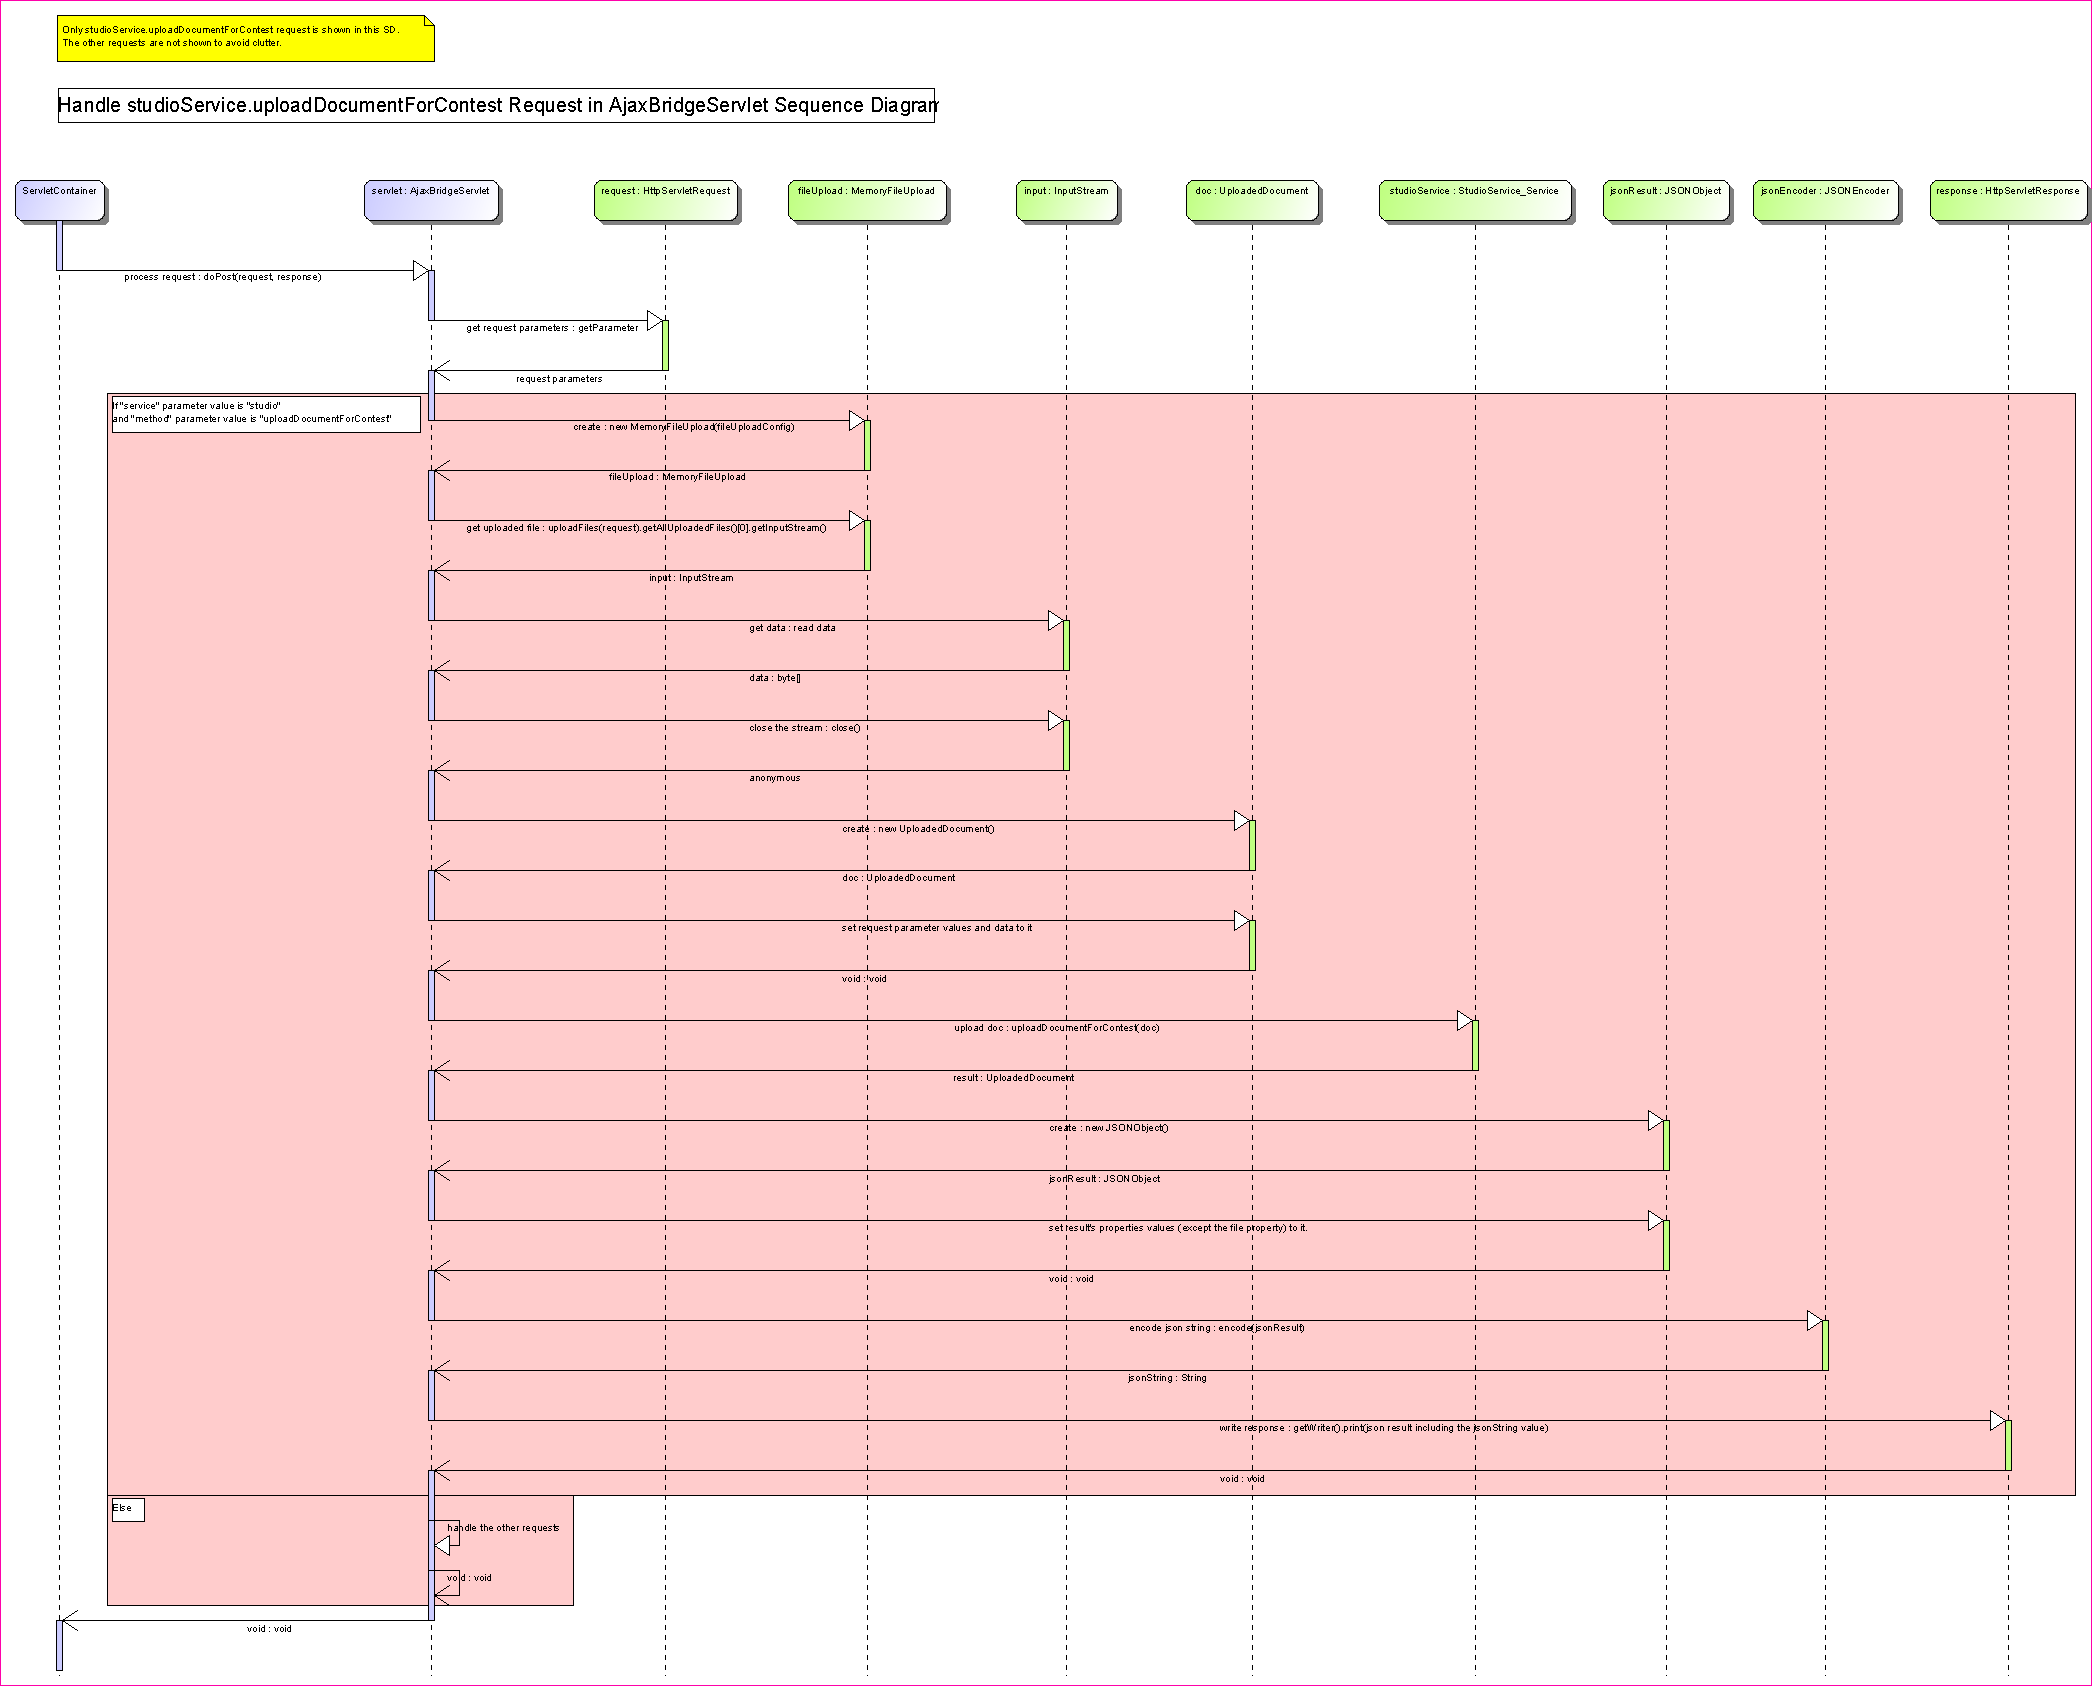 Only studioService.uploadDocumentForContest request is shown in this SD.
The other requests are not shown to avoid clutter.
Handle studioService.uploadDocumentForContest Request in AjaxBridgeServlet Sequence Diagram
ServletContainer
servlet : AjaxBridgeServlet
request : HttpServletRequest
fileUpload : MemoryFileUpload
input : InputStream
doc : UploadedDocument
studioService : StudioService_Service
jsonResult : JSONObject
jsonEncoder : JSONEncoder
response : HttpServletResponse
process request : doPost(request, response)
get request parameters : getParameter
request parameters
If "service" parameter value is "studio"
and "method" parameter value is "uploadDocumentForContest"
create : new MemoryFileUpload(fileUploadConfig)
fileUpload : MemoryFileUpload
get uploaded file : uploadFiles(request).getAllUploadedFiles()[0].getInputStream()
input : InputStream
get data : read data
data : byte[]
close the stream : close()
anonymous
create : new UploadedDocument()
doc : UploadedDocument
set request parameter values and data to it
void : void
upload doc : uploadDocumentForContest(doc)
result : UploadedDocument
create : new JSONObject()
jsonResult : JSONObject
set result's properties values (except the file property) to it.
void : void
encode json string : encode(jsonResult)
jsonString : String
write response : getWriter().print(json result including the jsonString value)
void : void
Else
handle the other requests
void : void
void : void